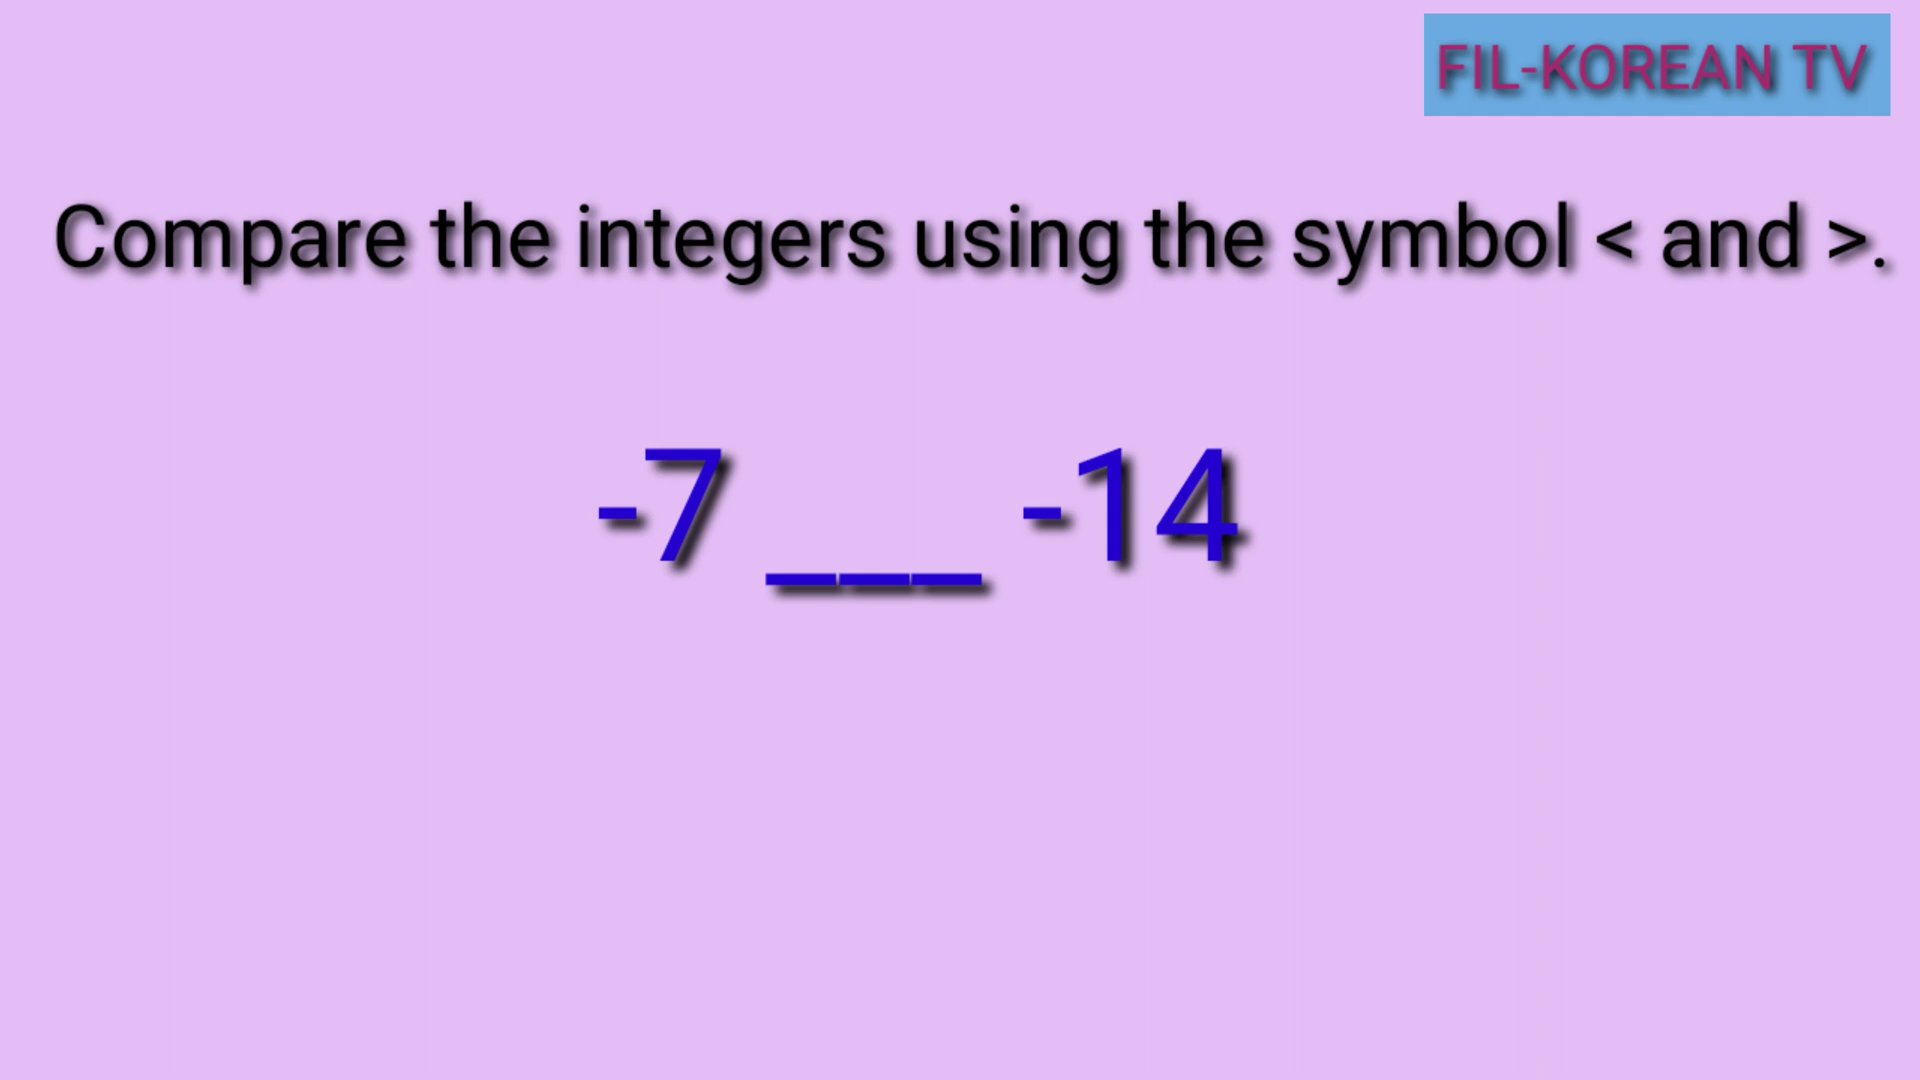 FIL-KOREAN TV
Compare the integers using the symbol < and >.
-7 ___ -14